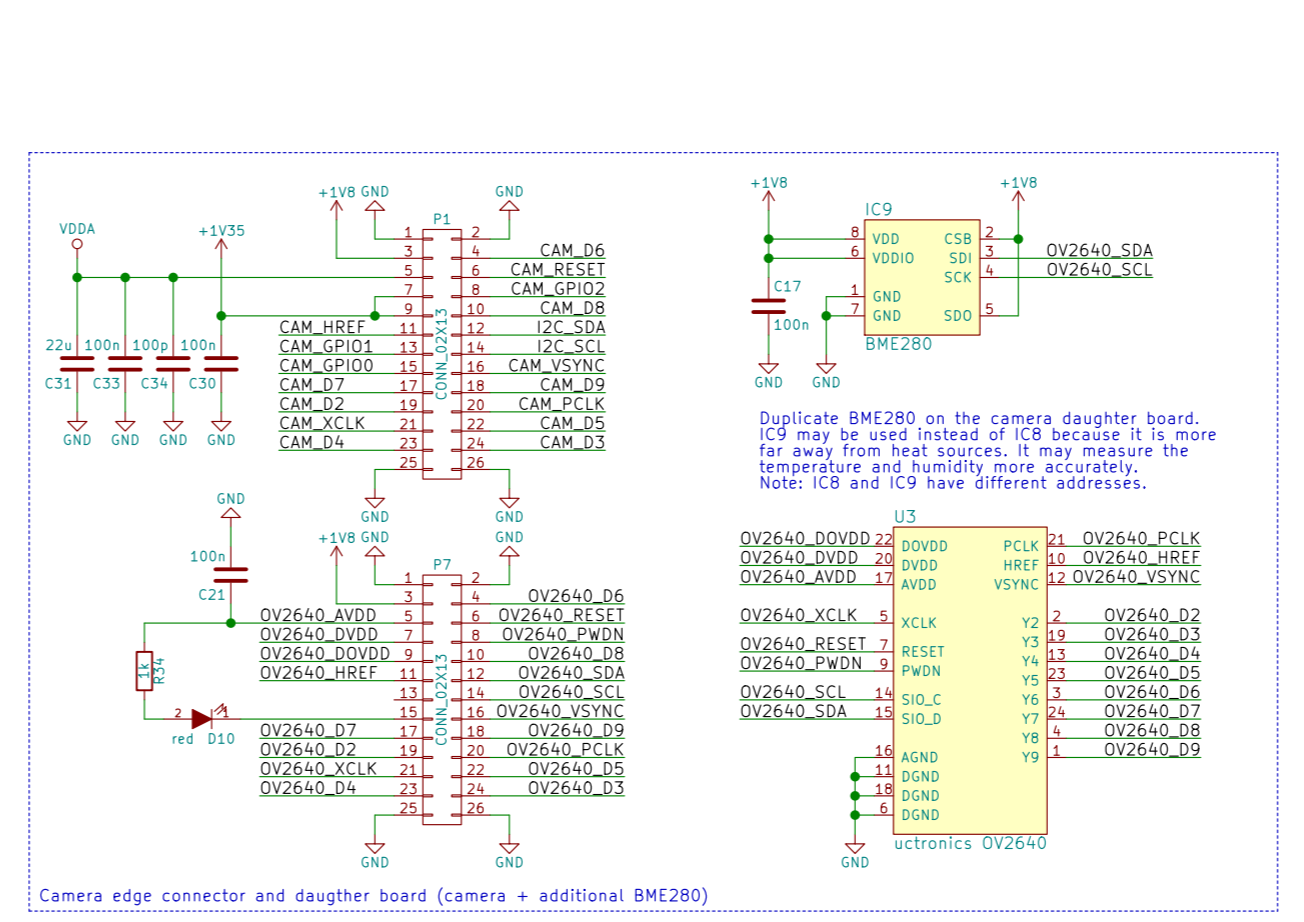 +1V8 GND GND
P1
VDDA
+1V35
1 2
3 4 CAM_D6
5 6 CAM_RESET
7 8 CAM_GPIO2
9 10 CAM_D8
CAM_HREF 11 12 I2C_SDA
CAM_GPIO1 13 14 I2C_SCL
CAM_GPIO0 15 16 CAM_VSYNC
CAM_D7 17 18 CAM_D9
CAM_D2 19 20 CAM_PCLK
CAM_XCLK 21 22 CAM_D5
CAM_D4 23 24 CAM_D3
25 26
CONN_02X13
22u 100n 100p 100n
C31 C33 C34 C30
GND GND GND GND
GND GND
+1V8 +1V8
IC9
8 VDD CSB 2
6 VDDIO SDI 3 OV2640_SDA
SCK 4 OV2640_SCL
1 GND
7 GND SDO 5
BME280
C17
100n
GND GND
Duplicate BME280 on the camera daughter board.
IC9 may be used instead of IC8 because it is more
far away from heat sources. It may measure the
temperature and humidity more accurately.
Note: IC8 and IC9 have different addresses.
GND
100n
C21
1k
R34
2 1
red D10
+1V8 GND GND
P7
1 2
3 4 OV2640_D6
OV2640_AVDD 5 6 OV2640_RESET
OV2640_DVDD 7 8 OV2640_PWDN
OV2640_DOVDD 9 10 OV2640_D8
OV2640_HREF 11 12 OV2640_SDA
13 14 OV2640_SCL
15 16 OV2640_VSYNC
OV2640_D7 17 18 OV2640_D9
OV2640_D2 19 20 OV2640_PCLK
OV2640_XCLK 21 22 OV2640_D5
OV2640_D4 23 24 OV2640_D3
25 26
CONN_02X13
GND GND
U3
OV2640_DOVDD 22 DOVDD PCLK 21 OV2640_PCLK
OV2640_DVDD 20 DVDD HREF 10 OV2640_HREF
OV2640_AVDD 17 AVDD VSYNC 12 OV2640_VSYNC
OV2640_XCLK 5 XCLK Y2 2 OV2640_D2
Y3 19 OV2640_D3
OV2640_RESET 7 RESET Y4 13 OV2640_D4
OV2640_PWDN 9 PWDN Y5 23 OV2640_D5
OV2640_SCL 14 SIO_C Y6 3 OV2640_D6
OV2640_SDA 15 SIO_D Y7 24 OV2640_D7
Y8 4 OV2640_D8
16 AGND Y9 1 OV2640_D9
11 DGND
18 DGND
6 DGND
uctronics OV2640
GND
Camera edge connector and daugther board (camera + additional BME280)